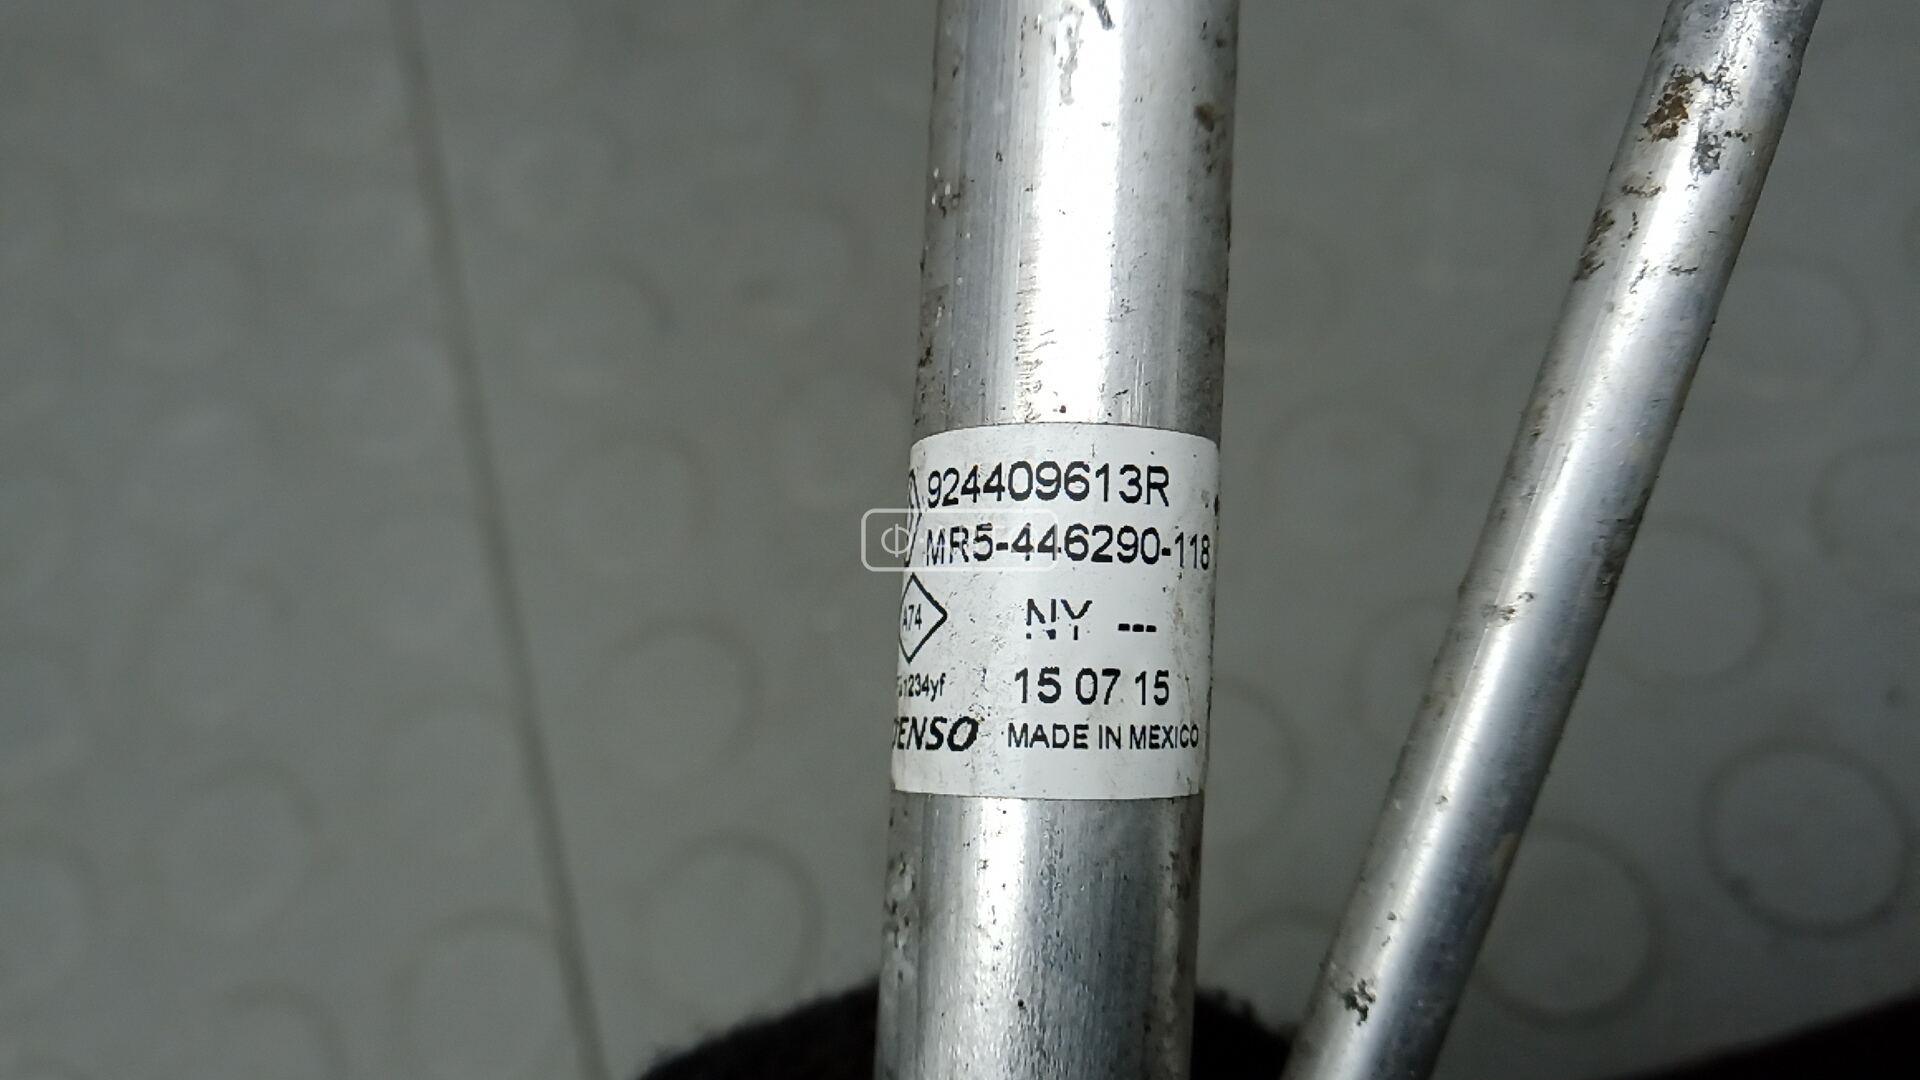 924409613R
MR5-446290-118
A74
NY ---
1234yf
15 07 15
DENSO
MADE IN MEXICO